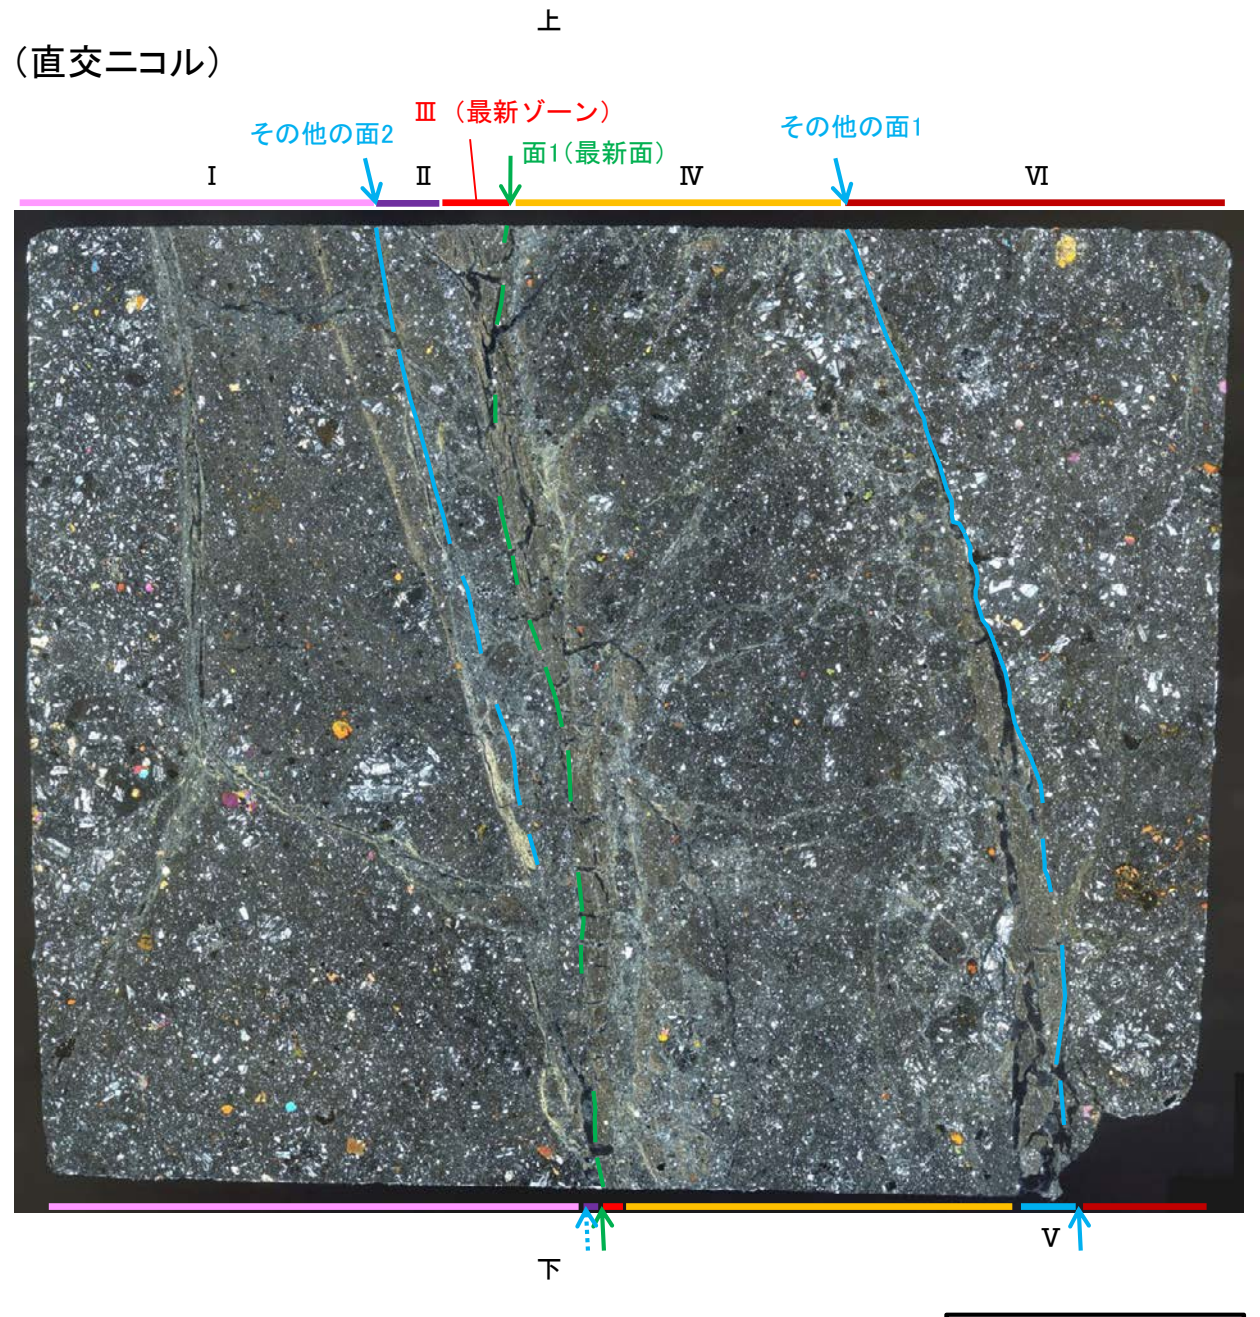 上
(直交ニコル)
Ⅲ (最新ゾーン)
その他の面2
その他の面1
面1(最新面)
Ⅰ
Ⅱ
Ⅳ
Ⅵ
Ⅴ
下